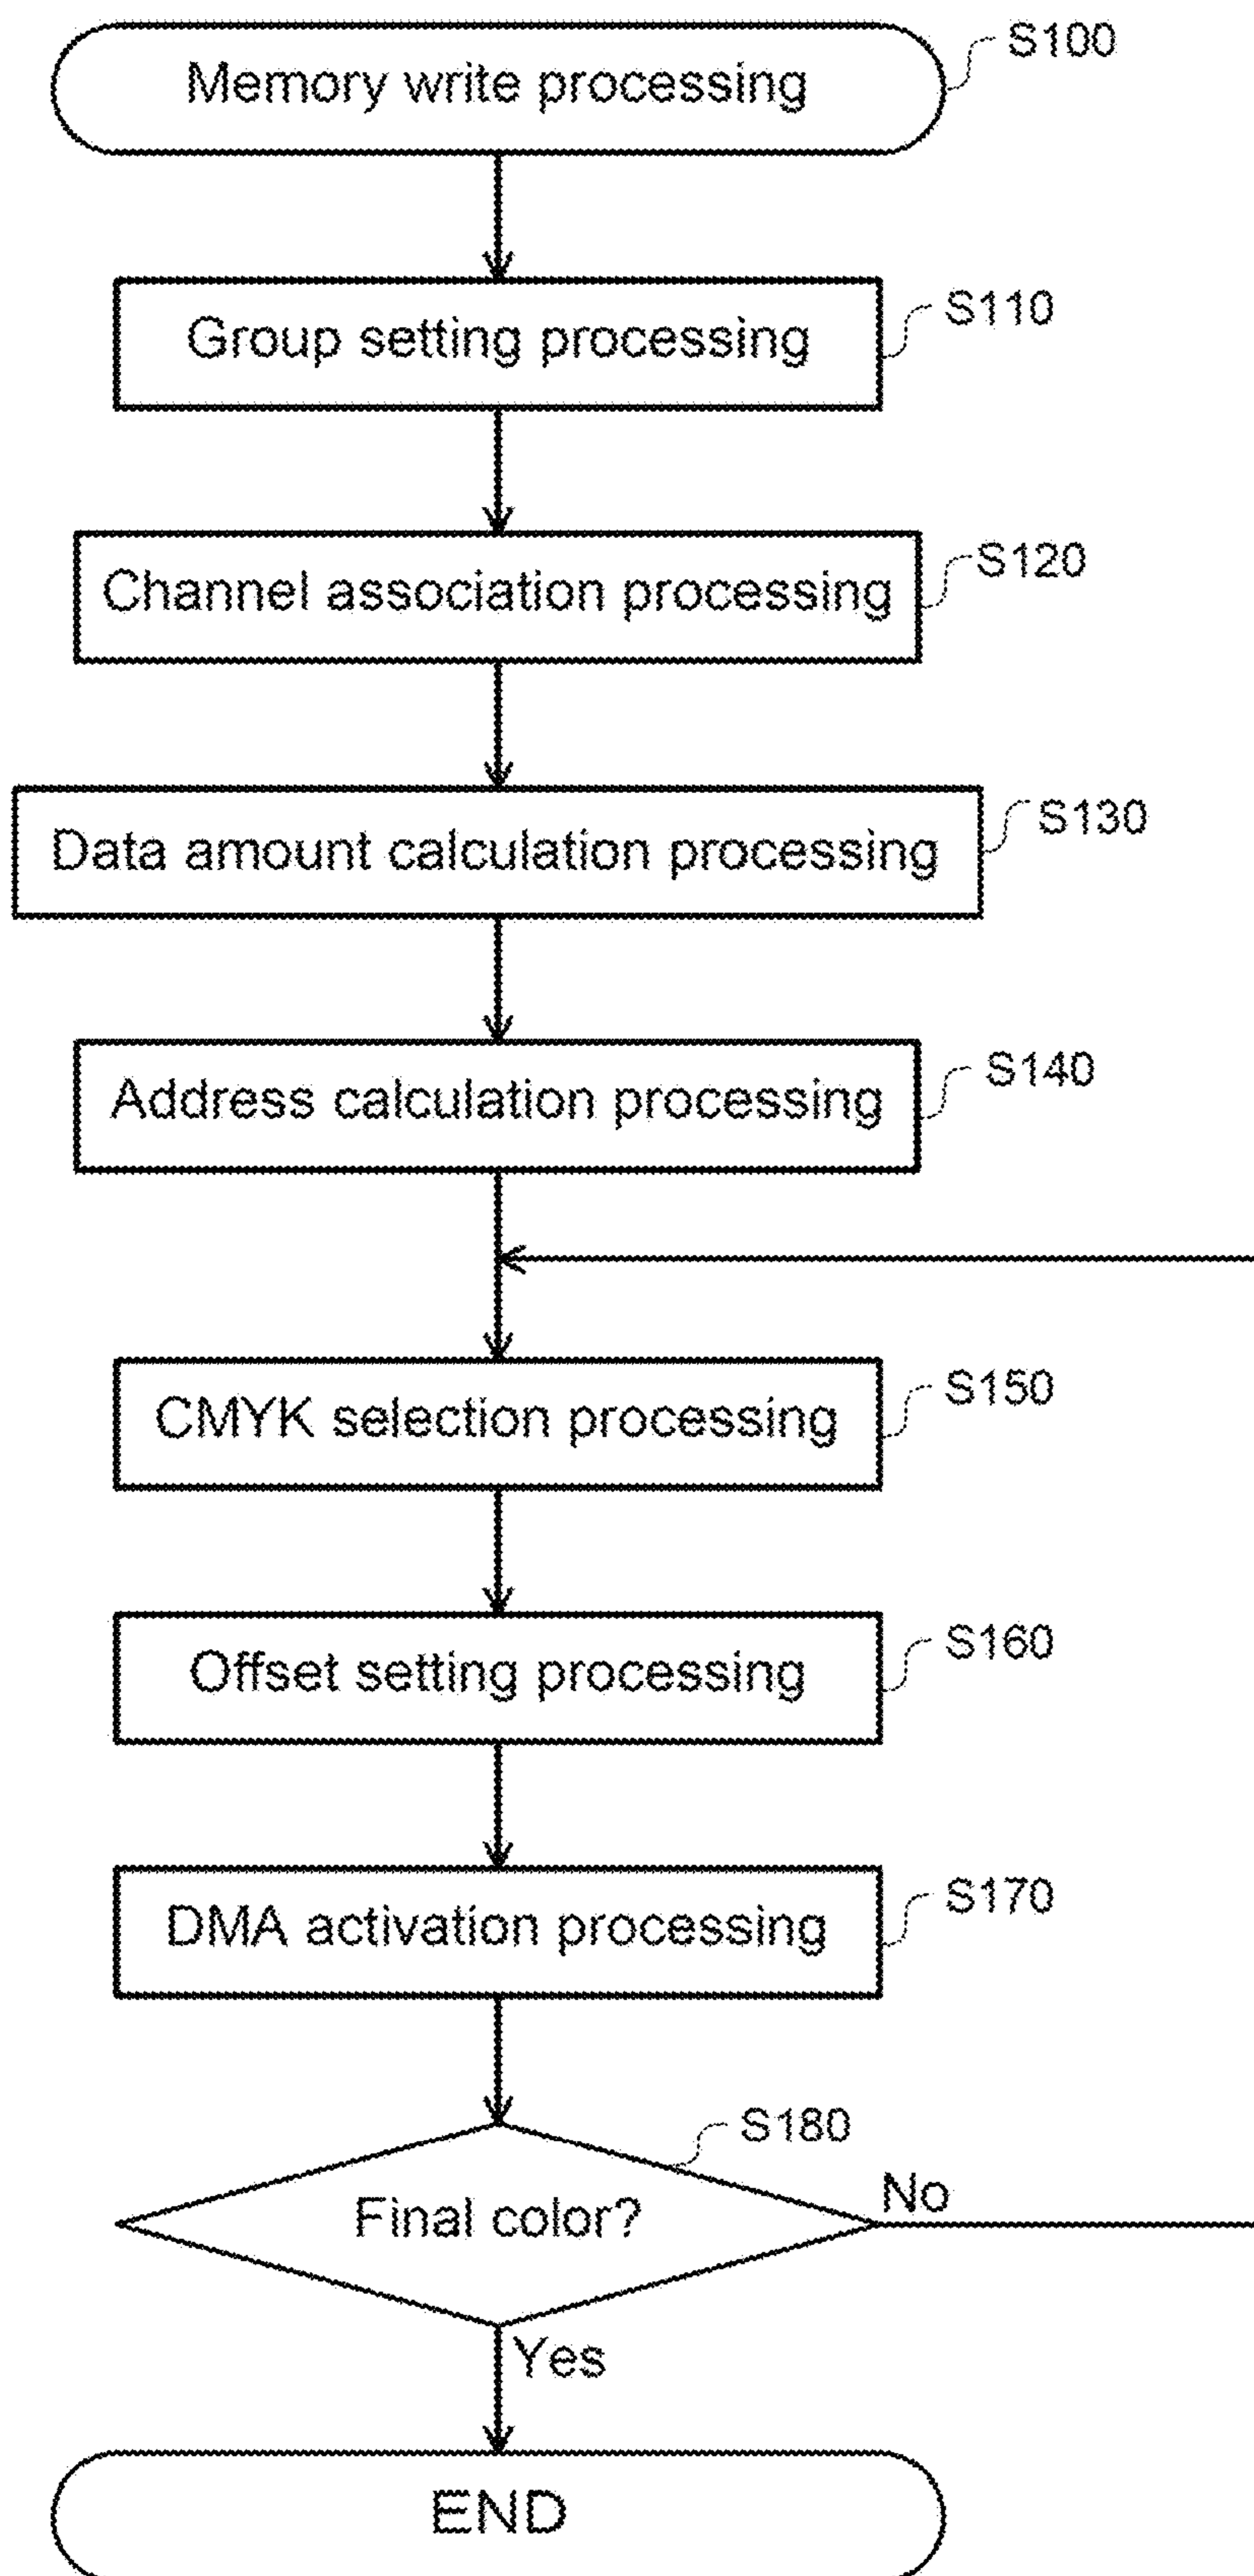 Memory write processing
S100
Group setting processing
S110
Channel association processing
S120
Data amount calculation processing
S130
Address calculation processing
S140
CMYK selection processing
S150
Offset setting processing
S160
DMA activation processing
S170
S180
Final color?
No
Yes
END